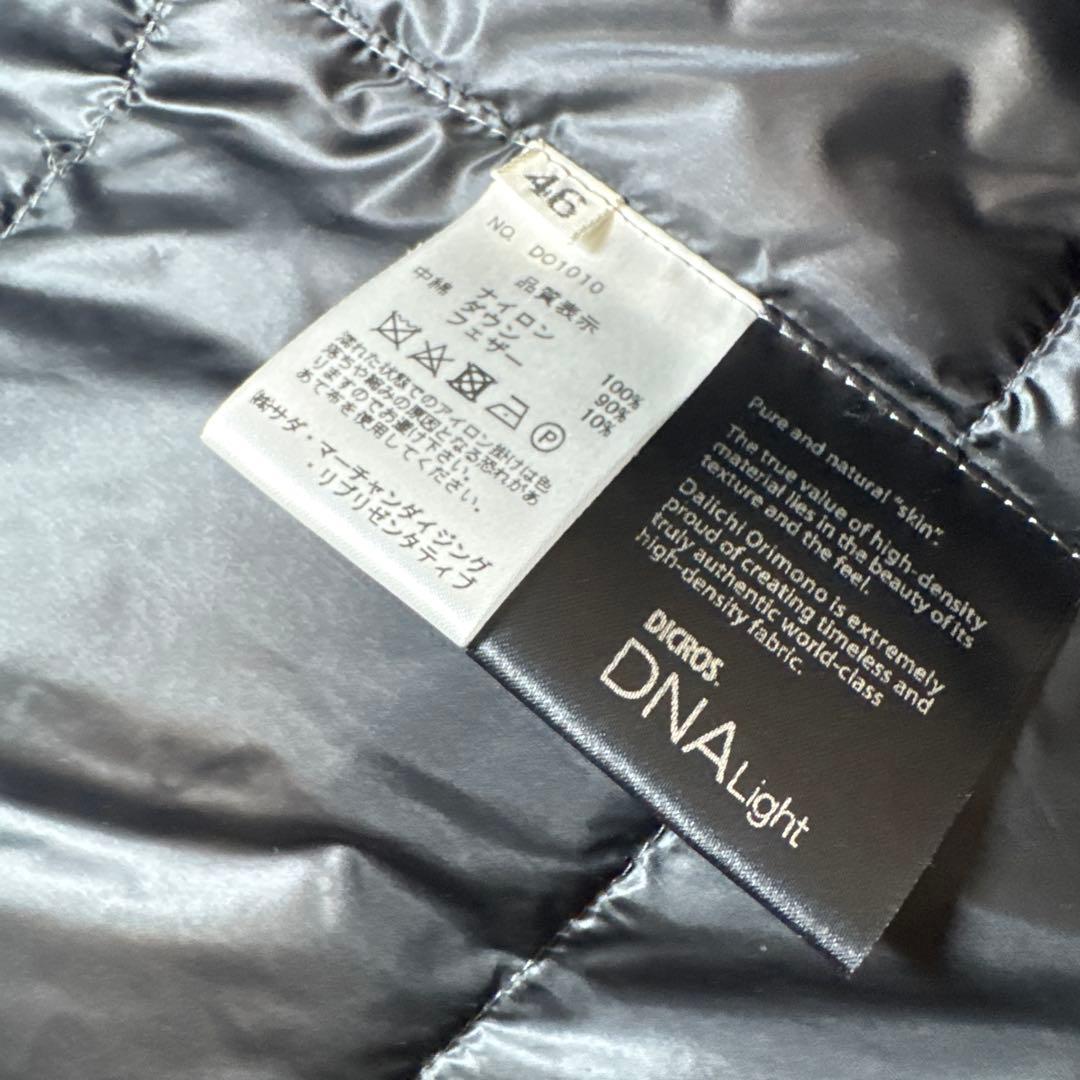 46
NO. DO1010
品質表示
ナイロン 100%
中綿 ダウン 90%
フェザー 10%
P
濡れた状態でのアイロン掛けは色
落ちや縮みの原因となる恐れがあ
りますのでお避け下さい。
あて布を使用してください。
㈱サダ・マーチャンダイジング
・リプリゼンタティブ
Pure and natural "skin".
The true value of high-density
material lies in the beauty of its
texture and the feel.
Daiichi Orimono is extremely
proud of creating timeless and
truly authentic world-class
high-density fabric.
DICROS.
DNALight